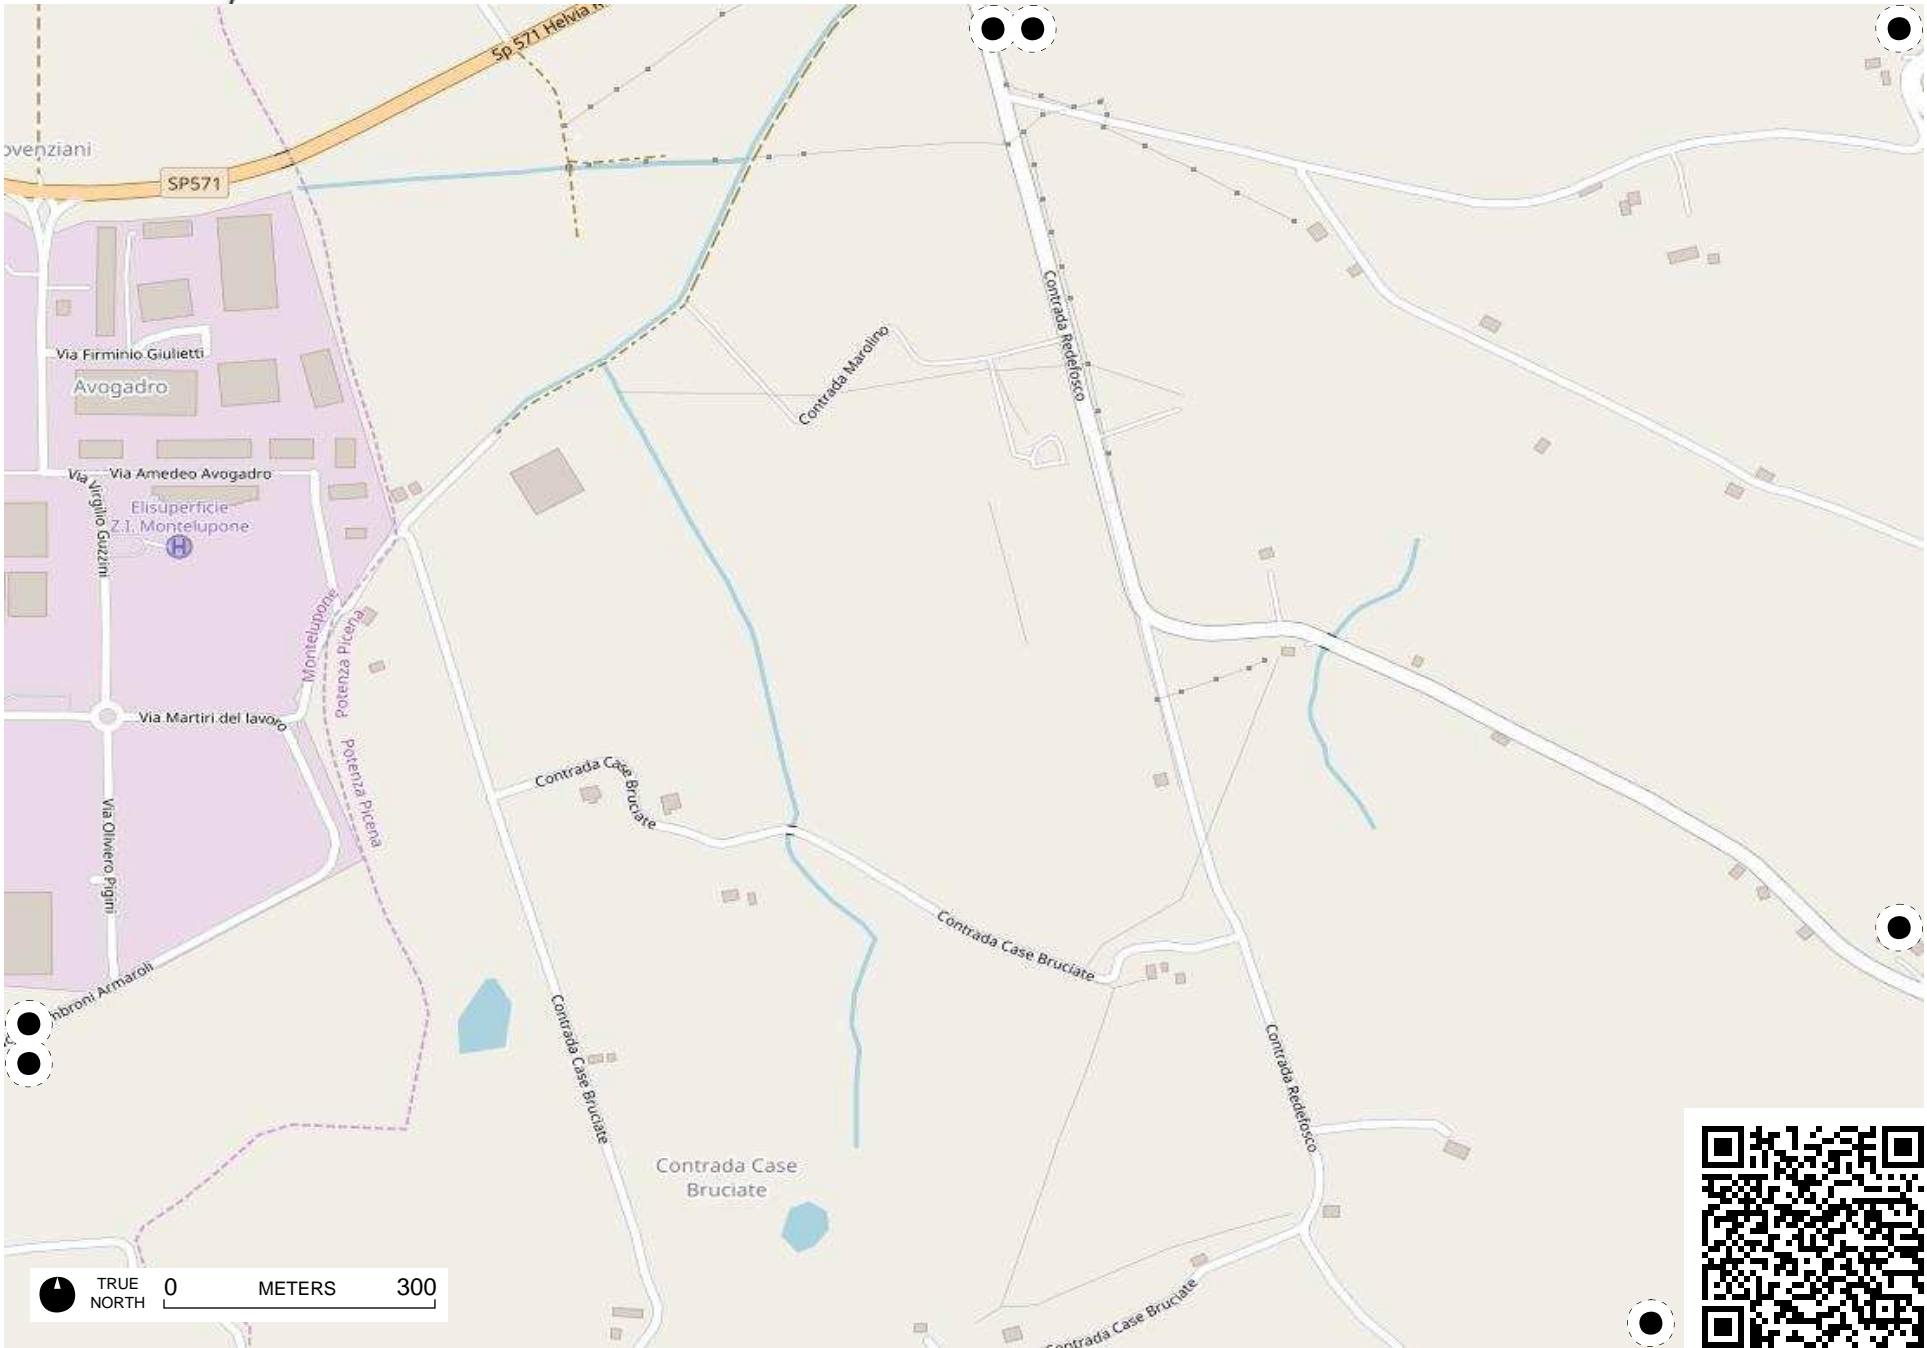 Sp 571 Helvia
SP571
Via Firminio Giulietti
Avogadro
Via Amedeo Avogadro
Via Virgilio Guzzini
Elisuperficie
Z.I. Montelupone
H
Montelupone
Potenza Picena
Via Martiri del lavoro
Potenza Picena
Via Oliviero Pigini
Armaroli
Contrada Marolino
Contrada Redefosco
Contrada Case Bruciate
Contrada Case Bruciate
Contrada Case Bruciate
Contrada Redefosco
Contrada Case
Bruciate
Contrada Case Bruciate
TRUE
NORTH
0 METERS 300